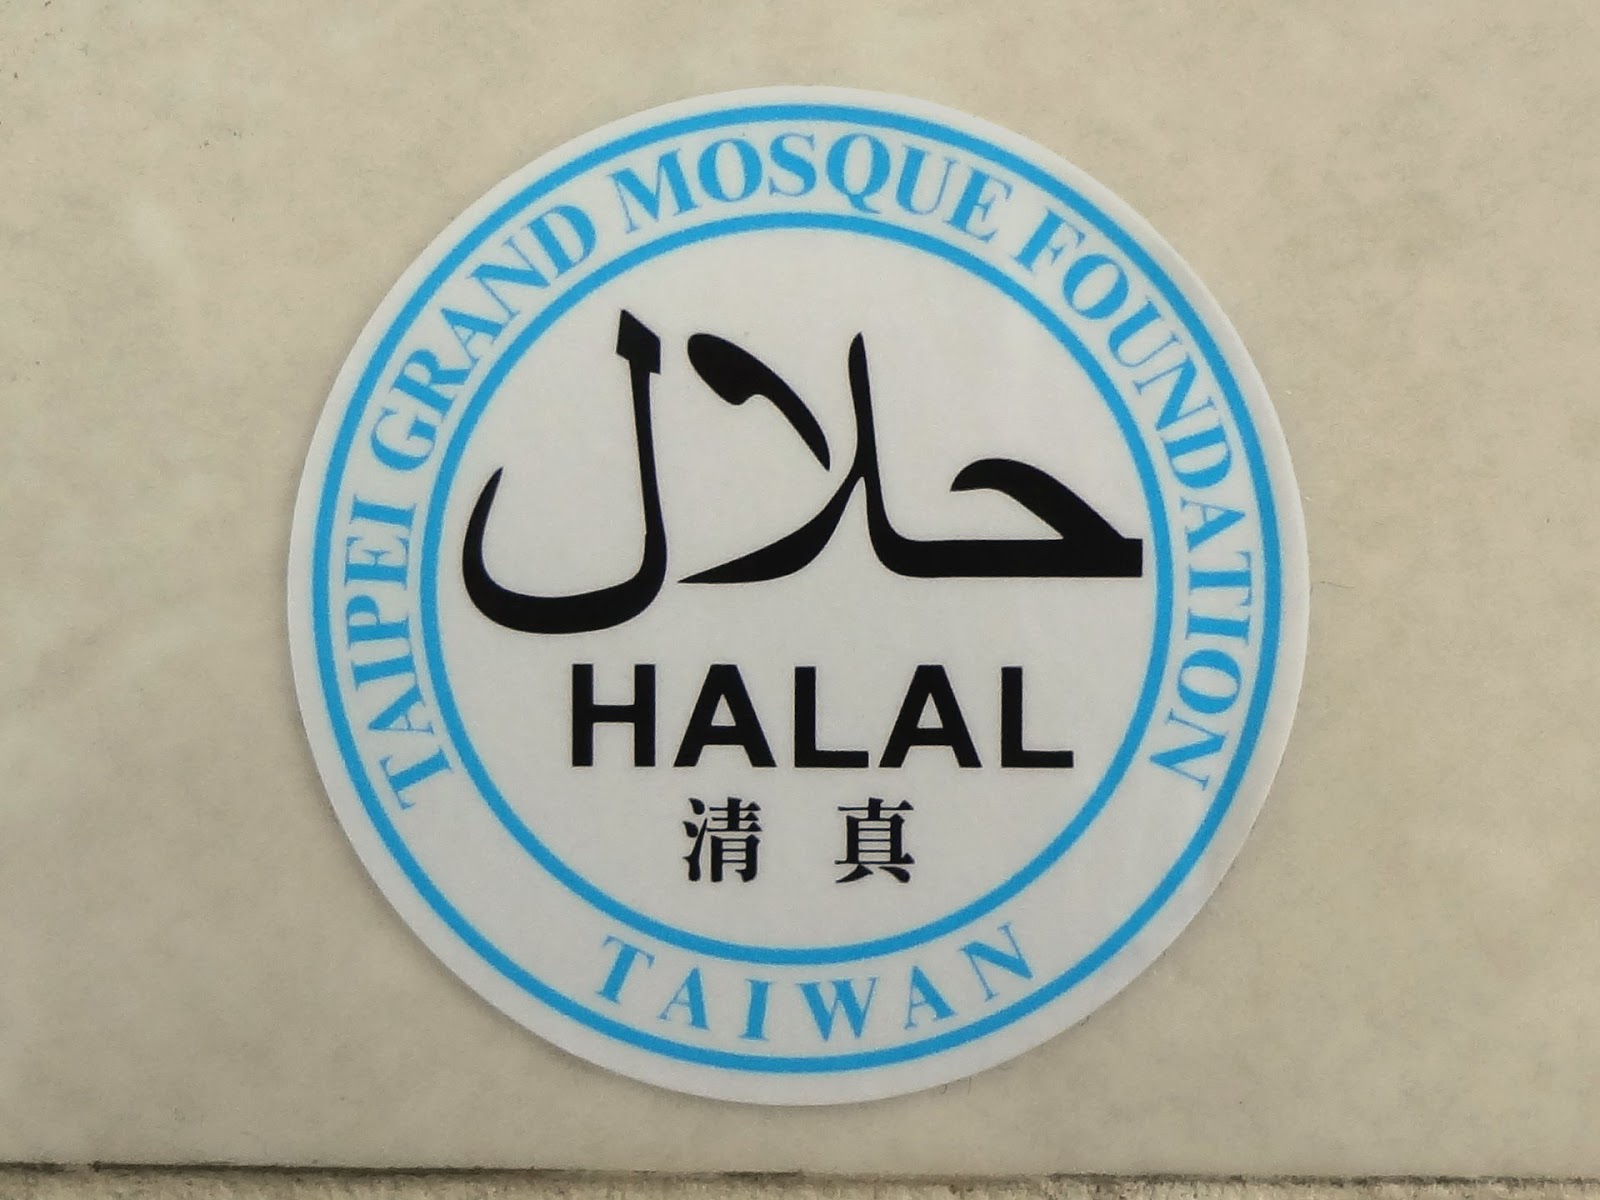 TAIPEI GRAND MOSQUE FOUNDATION
حلال
HALAL
清 真
TAIWAN